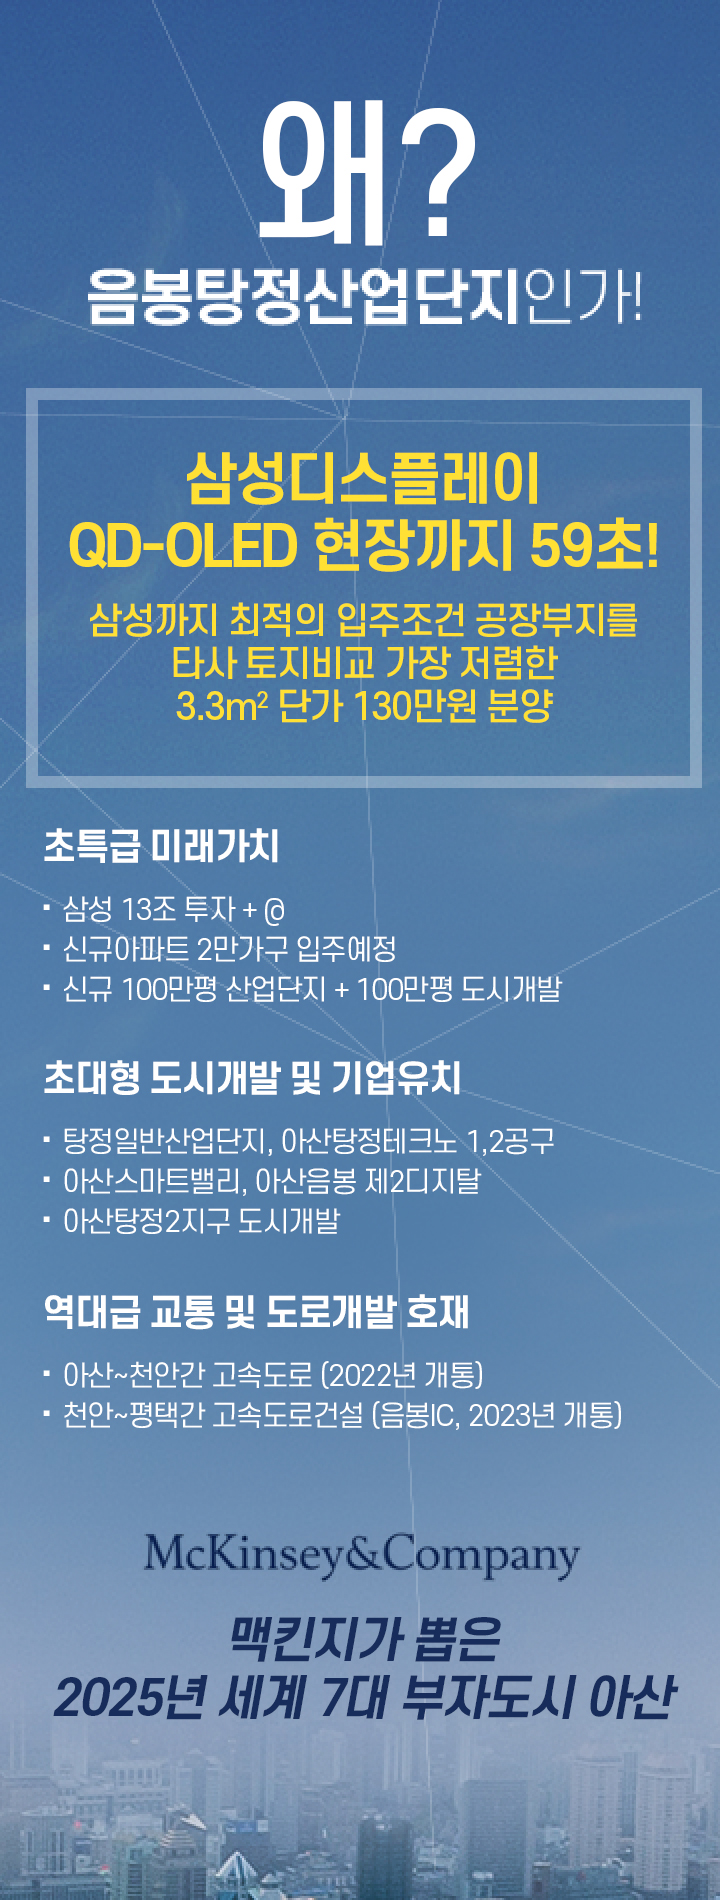 왜?
음봉탕정산업단지인가!
삼성디스플레이
QD-OLED 현장까지 59초!
삼성까지 최적의 입주조건 공장부지를
타사 토지비교 가장 저렴한
3.3m² 단가 130만원 분양
초특급 미래가치
▪ 삼성 13조 투자 + @
▪ 신규아파트 2만가구 입주예정
▪ 신규 100만평 산업단지 + 100만평 도시개발
초대형 도시개발 및 기업유치
▪ 탕정일반산업단지, 아산탕정테크노 1,2공구
▪ 아산스마트밸리, 아산음봉 제2디지탈
▪ 아산탕정2지구 도시개발
역대급 교통 및 도로개발 호재
▪ 아산~천안간 고속도로 (2022년 개통)
▪ 천안~평택간 고속도로건설 (음봉IC, 2023년 개통)
McKinsey&Company
맥킨지가 뽑은
2025년 세계 7대 부자도시 아산